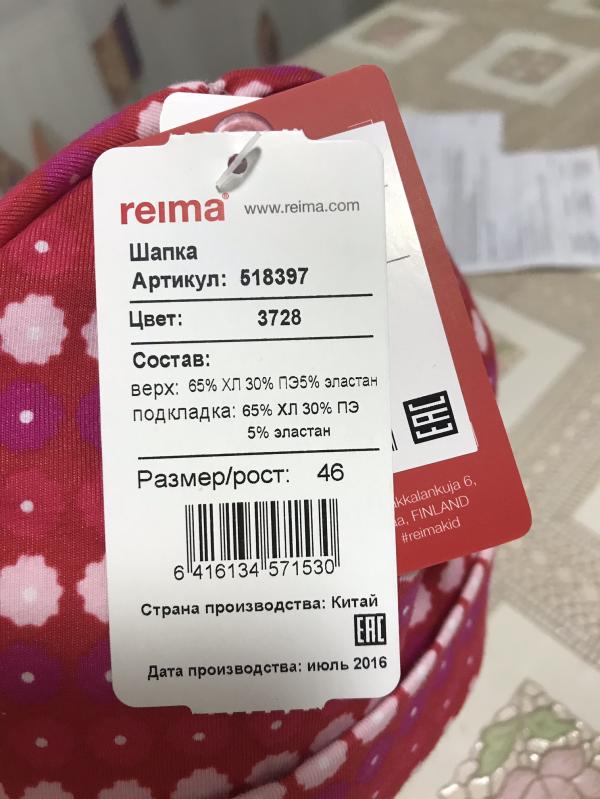 reima® www.reima.com
Шапка
Артикул: 518397
Цвет: 3728
Состав:
верх: 65% ХЛ 30% ПЭ5% эластан
подкладка: 65% ХЛ 30% ПЭ
5% эластан
Размер/рост: 46
6 416134 571530
Страна производства: Китай
EAC
Дата производства: июль 2016
EAC
FINLAND
#reimakid